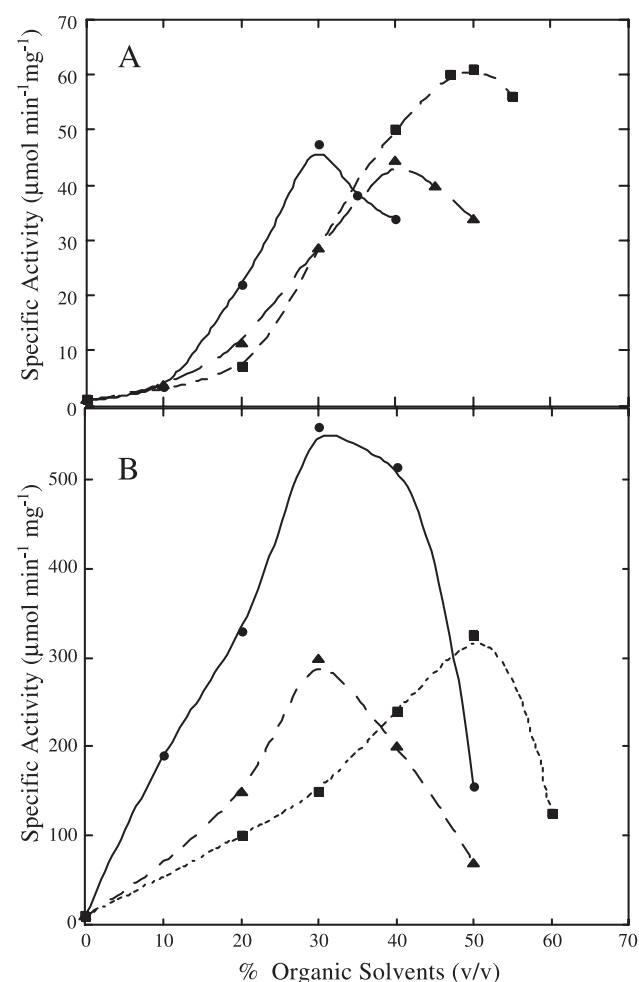 70
60
50
40
30
20
10
0
A
Specific Activity (µmol min⁻¹mg⁻¹)
500
400
300
200
100
0
B
Specific Activity (µmol min⁻¹ mg⁻¹)
0 10 20 30 40 50 60 70
% Organic Solvents (v/v)